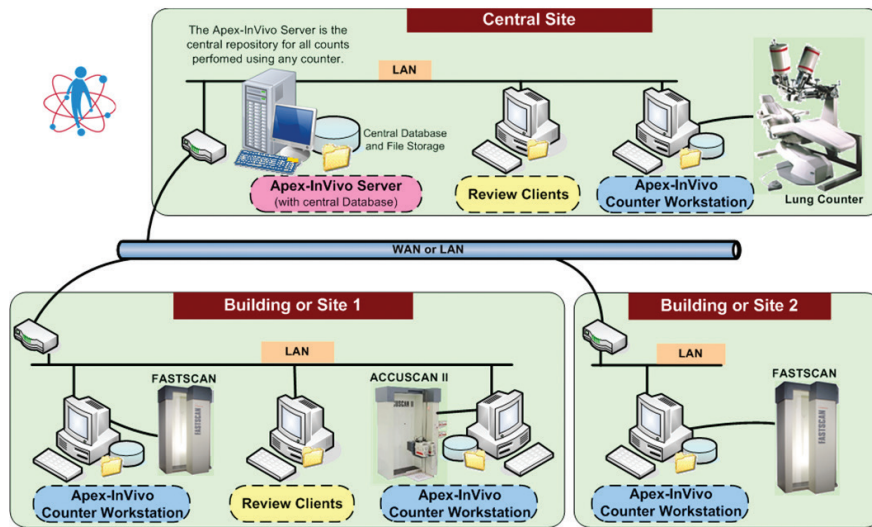 Central Site
The Apex-InVivo Server is the
central repository for all counts
perfomed using any counter.
LAN
Central Database
and File Storage
Apex-InVivo Server
(with central Database)
Review Clients
Apex-InVivo
Counter Workstation
Lung Counter
WAN or LAN
Building or Site 1
LAN
FASTSCAN
FASTSCAN
ACCUSCAN II
Apex-InVivo
Counter Workstation
Review Clients
Apex-InVivo
Counter Workstation
Building or Site 2
LAN
FASTSCAN
FASTSCAN
Apex-InVivo
Counter Workstation